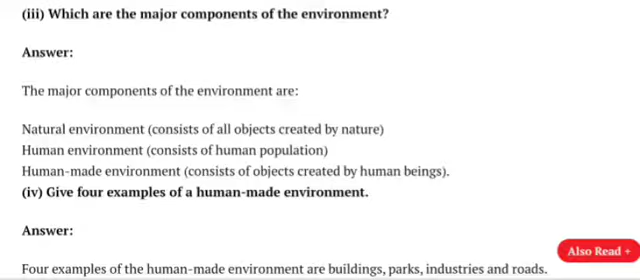 (iii) Which are the major components of the environment?
Answer:
The major components of the environment are:
Natural environment (consists of all objects created by nature)
Human environment (consists of human population)
Human-made environment (consists of objects created by human beings).
(iv) Give four examples of a human-made environment.
Answer:
Also Read +
Four examples of the human-made environment are buildings, parks, industries and roads.